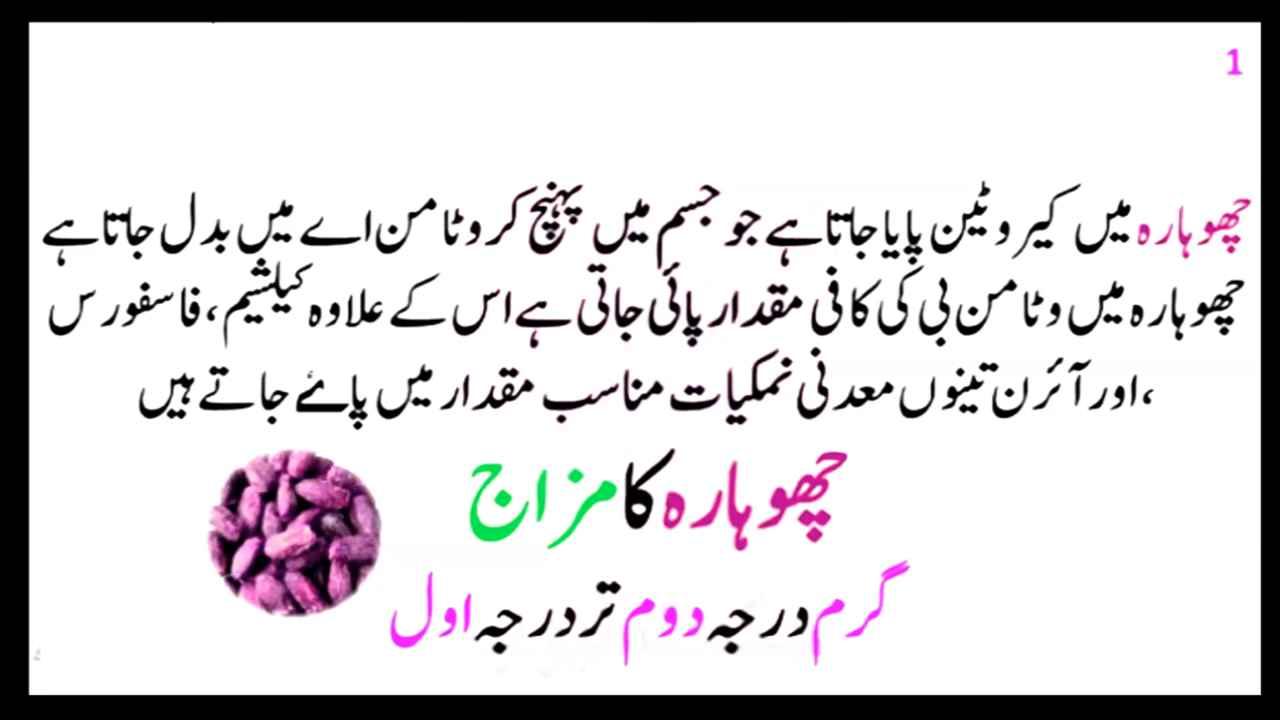 1
چھوہارہ میں کیروٹین پایا جاتا ہے جو جسم میں پہنچ کر وٹامن اے میں بدل جاتا ہے
چھوہارہ میں وٹامن بی کی کافی مقدار پائی جاتی ہے اس کے علاوہ کیلشیم، فاسفورس
،اور آئرن تینوں معدنی نمکیات مناسب مقدار میں پائے جاتے ہیں
چھوہارہ کا مزاج
گرم درجہ دوم تر درجہ اول